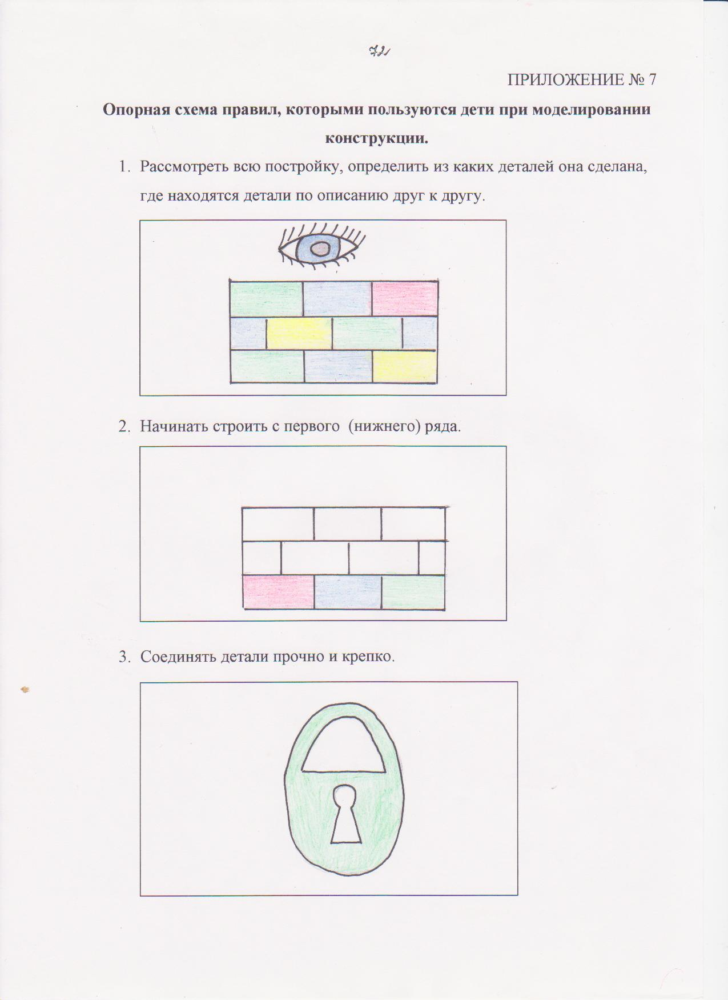 72
ПРИЛОЖЕНИЕ № 7
Опорная схема правил, которыми пользуются дети при моделировании
конструкции.
1. Рассмотреть всю постройку, определить из каких деталей она сделана,
где находятся детали по описанию друг к другу.
2. Начинать строить с первого (нижнего) ряда.
3. Соединять детали прочно и крепко.